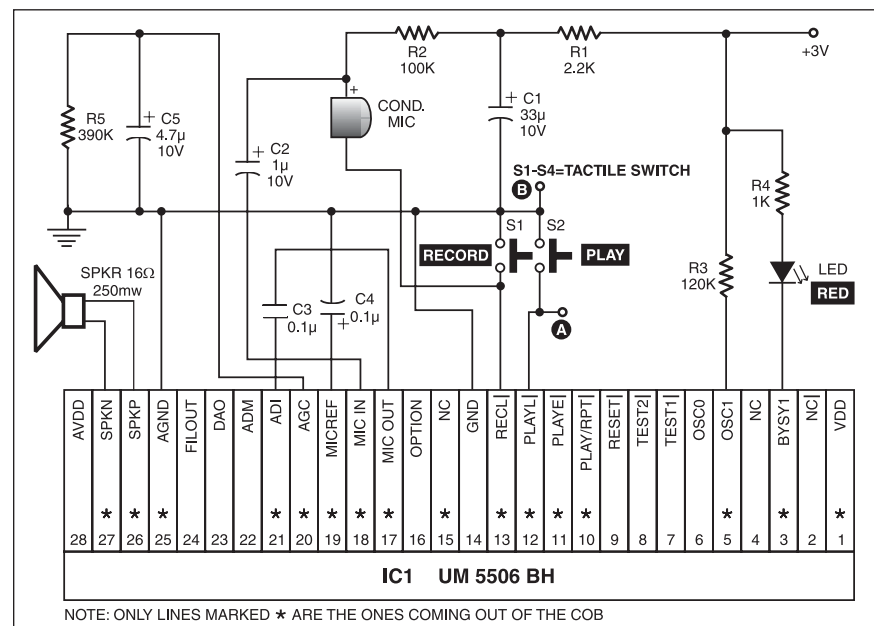 +3V
R2
100K
R1
2.2K
R5
390K
+
C5
4.7µ
10V
+
C2
1µ
10V
+
COND.
MIC
+
C1
33µ
10V
S1-S4=TACTILE SWITCH
B
S1
S2
RECORD
PLAY
A
R4
1K
R3
120K
LED
RED
SPKR 16Ω
250mw
C3
0.1µ
C4
0.1µ
+
AVDD
SPKN
SPKP
AGND
FILOUT
DAO
ADM
ADI
AGC
MICREF
MIC IN
MIC OUT
OPTION
NC
GND
RECL|
PLAYL|
PLAYE|
PLAY/RPT|
RESET|
TEST2|
TEST1|
OSC0
OSC1
NC
BYSY1
NC|
VDD
* * * * * * * * * * * * * * *
28 27 26 25 24 23 22 21 20 19 18 17 16 15 14 13 12 11 10 9 8 7 6 5 4 3 2 1
IC1 UM 5506 BH
NOTE: ONLY LINES MARKED * ARE THE ONES COMING OUT OF THE COB